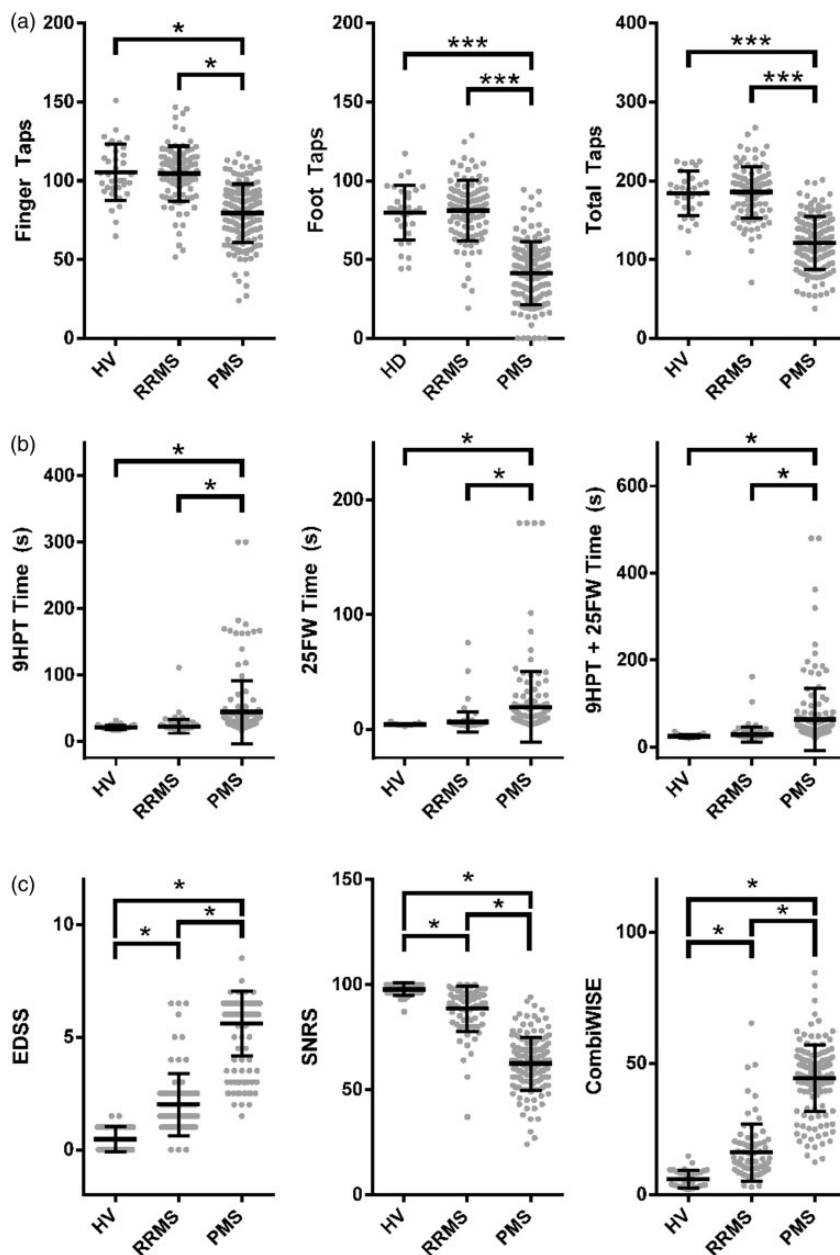 (a)
Finger Taps
200
150
100
50
0
*
*
HV
RRMS
PMS
Foot Taps
200
150
100
50
0
***
***
HD
RRMS
PMS
Total Taps
400
300
200
100
0
***
***
HV
RRMS
PMS
(b)
9HPT Time (s)
400
300
200
100
0
*
*
HV
RRMS
PMS
25FW Time (s)
200
100
0
*
*
HV
RRMS
PMS
9HPT + 25FW Time (s)
600
400
200
0
*
*
HV
RRMS
PMS
(c)
EDSS
10
5
0
*
*
*
HV
RRMS
PMS
SNRS
150
100
50
0
*
*
*
HV
RRMS
PMS
CombiWISE
100
50
0
*
*
*
HV
RRMS
PMS